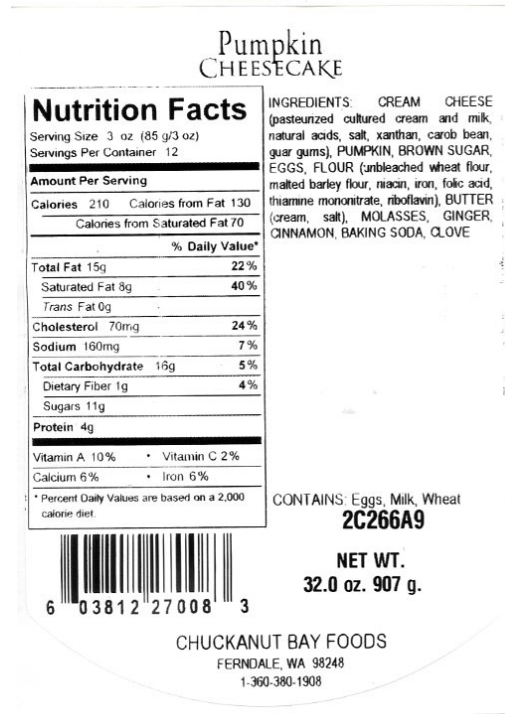 Pumpkin
CHEESECAKE
Nutrition Facts
Serving Size 3 oz (85 g/3 oz)
Servings Per Container 12
Amount Per Serving
Calories 210 Calories from Fat 130
Calories from Saturated Fat 70
% Daily Value*
Total Fat 15g 22%
Saturated Fat 8g 40%
Trans Fat 0g
Cholesterol 70mg 24%
Sodium 160mg 7%
Total Carbohydrate 16g 5%
Dietary Fiber 1g 4%
Sugars 11g
Protein 4g
Vitamin A 10% • Vitamin C 2%
Calcium 6% • Iron 6%
* Percent Daily Values are based on a 2,000
calorie diet.
INGREDIENTS: CREAM CHEESE
(pasteurized cultured cream and milk,
natural acids, salt, xanthan, carob bean,
guar gums), PUMPKIN, BROWN SUGAR,
EGGS, FLOUR (unbleached wheat flour,
malted barley flour, niacin, iron, folic acid,
thiamine mononitrate, riboflavin), BUTTER
(cream, salt), MOLASSES, GINGER,
CINNAMON, BAKING SODA, CLOVE
CONTAINS: Eggs, Milk, Wheat
2C266A9
NET WT.
32.0 oz. 907 g.
6 03812 27008 3
CHUCKANUT BAY FOODS
FERNDALE, WA 98248
1-360-380-1908